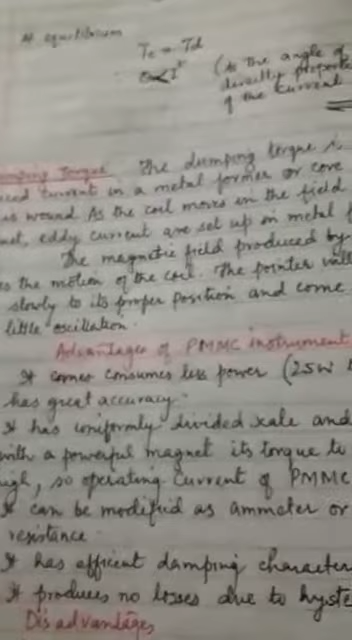 At equilibrium
Tc = Td
(As the angle of
directly proporti
of the current
Damping Torque The dumping torque is
current in a metal former or core
wound. As the coil moves in the field
eddy current are set up in metal f
The magnetic field produced by
the motion of the coil. The pointer will
slowly to its proper position and come
little oscillation.
Advantages of PMMC instrument
It consumes less power (25W
has great accuracy.
It has uniformly divided scale and
with a powerful magnet its torque to
so operating current of PMMC
It can be modified as ammeter or
resistance.
It has efficent damping character
It produces no losses due to hyste
Disadvantages